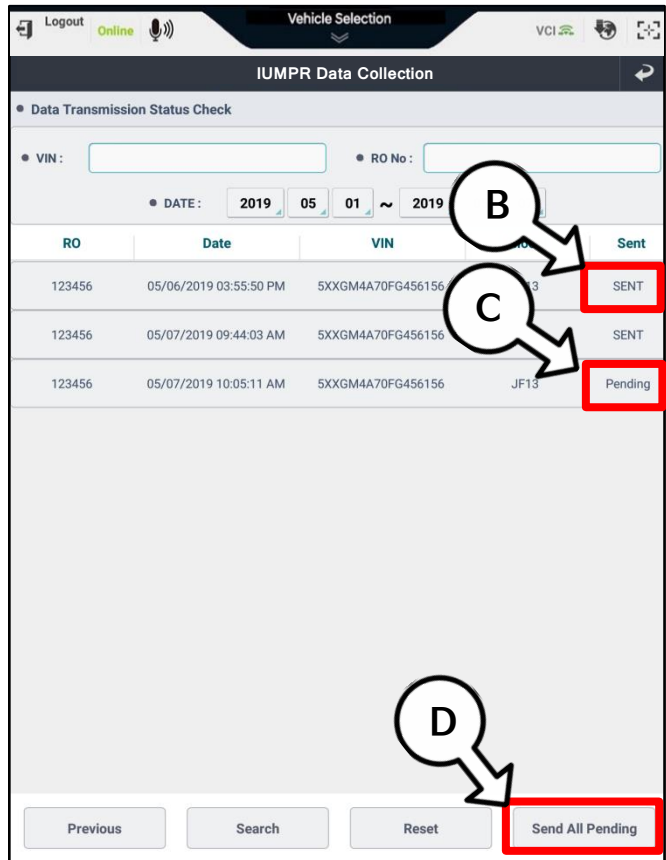 Logout
Online
Vehicle Selection
VCI
IUMPR Data Collection
Data Transmission Status Check
VIN :
RO No :
DATE : 2019 05 01 ~ 2019
B
RO Date VIN Sent
123456 05/06/2019 03:55:50 PM 5XXGM4A70FG456156 SENT
C
123456 05/07/2019 09:44:03 AM 5XXGM4A70FG456156 SENT
123456 05/07/2019 10:05:11 AM 5XXGM4A70FG456156 JF13 Pending
D
Previous Search Reset Send All Pending